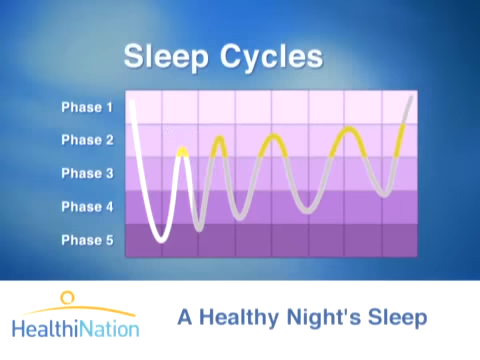 Sleep Cycles
Phase 1
Phase 2
Phase 3
Phase 4
Phase 5
HealthiNation
A Healthy Night's Sleep